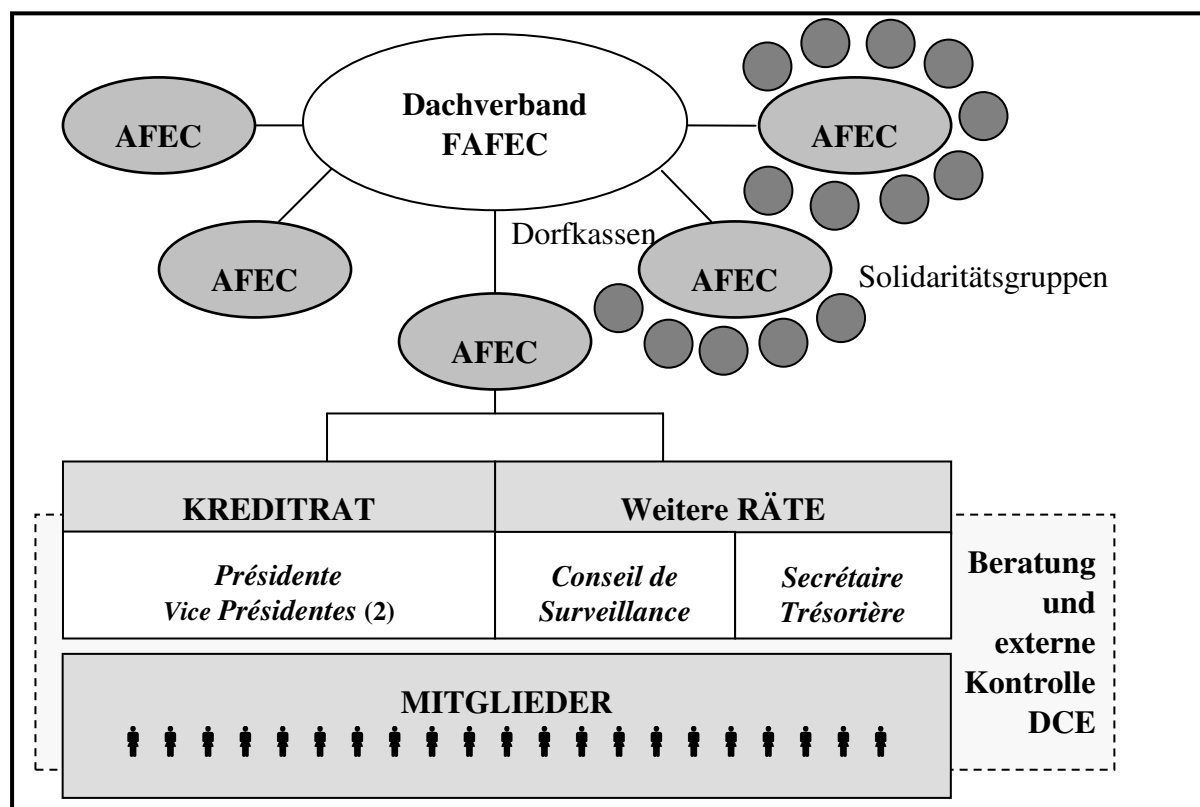 Dachverband
FAFEC
AFEC
AFEC
AFEC
Dorfkassen
AFEC
AFEC
Solidaritätsgruppen
AFEC
KREDITRAT
Weitere RÄTE
Présidente
Vice Présidentes (2)
Conseil de
Surveillance
Secrétaire
Trésorière
Beratung
und
externe
Kontrolle
DCE
MITGLIEDER